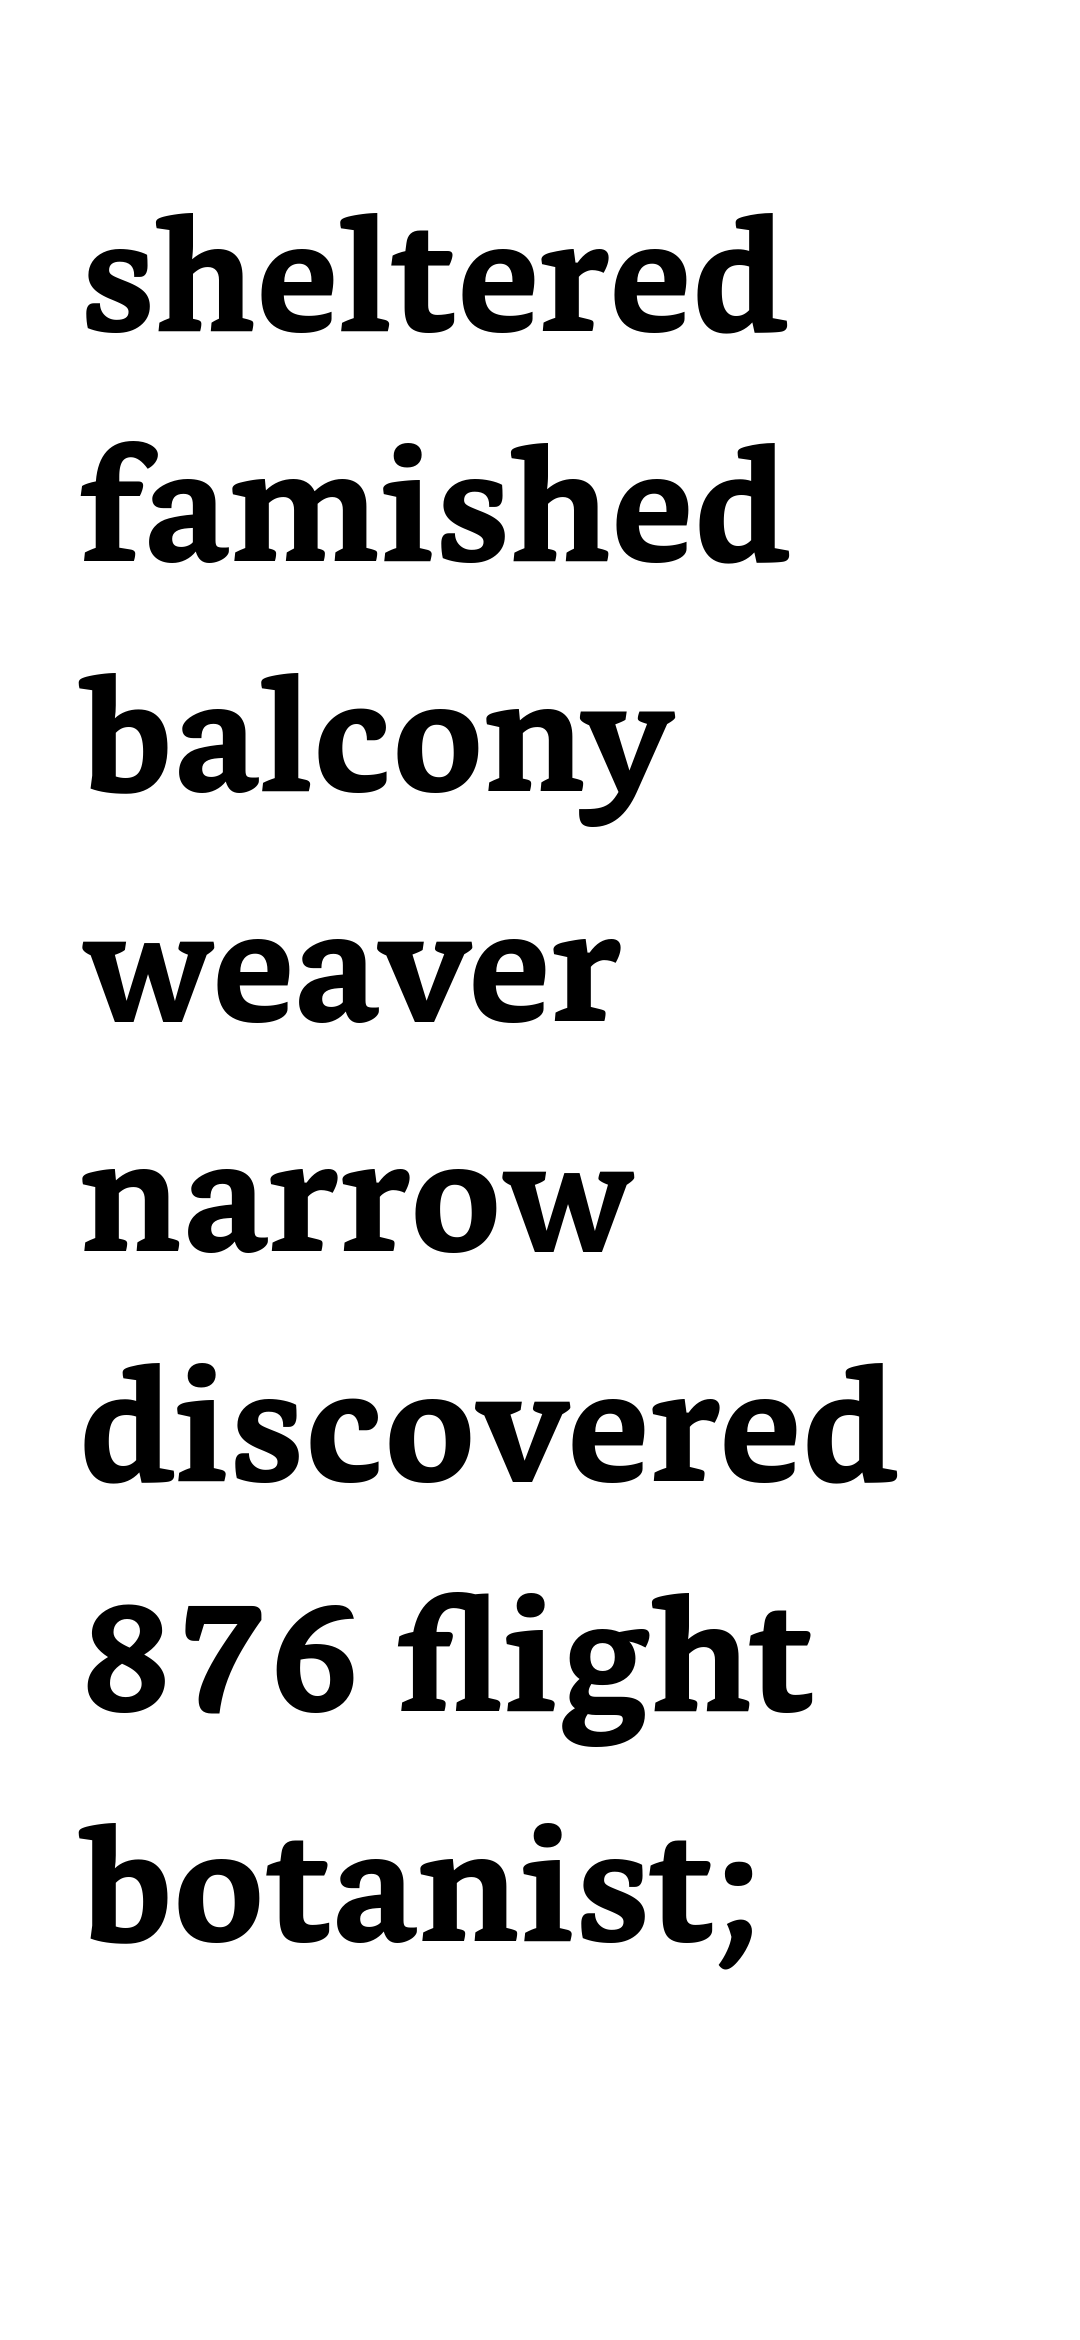 sheltered
famished
balcony
weaver
narrow
discovered
876 flight
botanist;